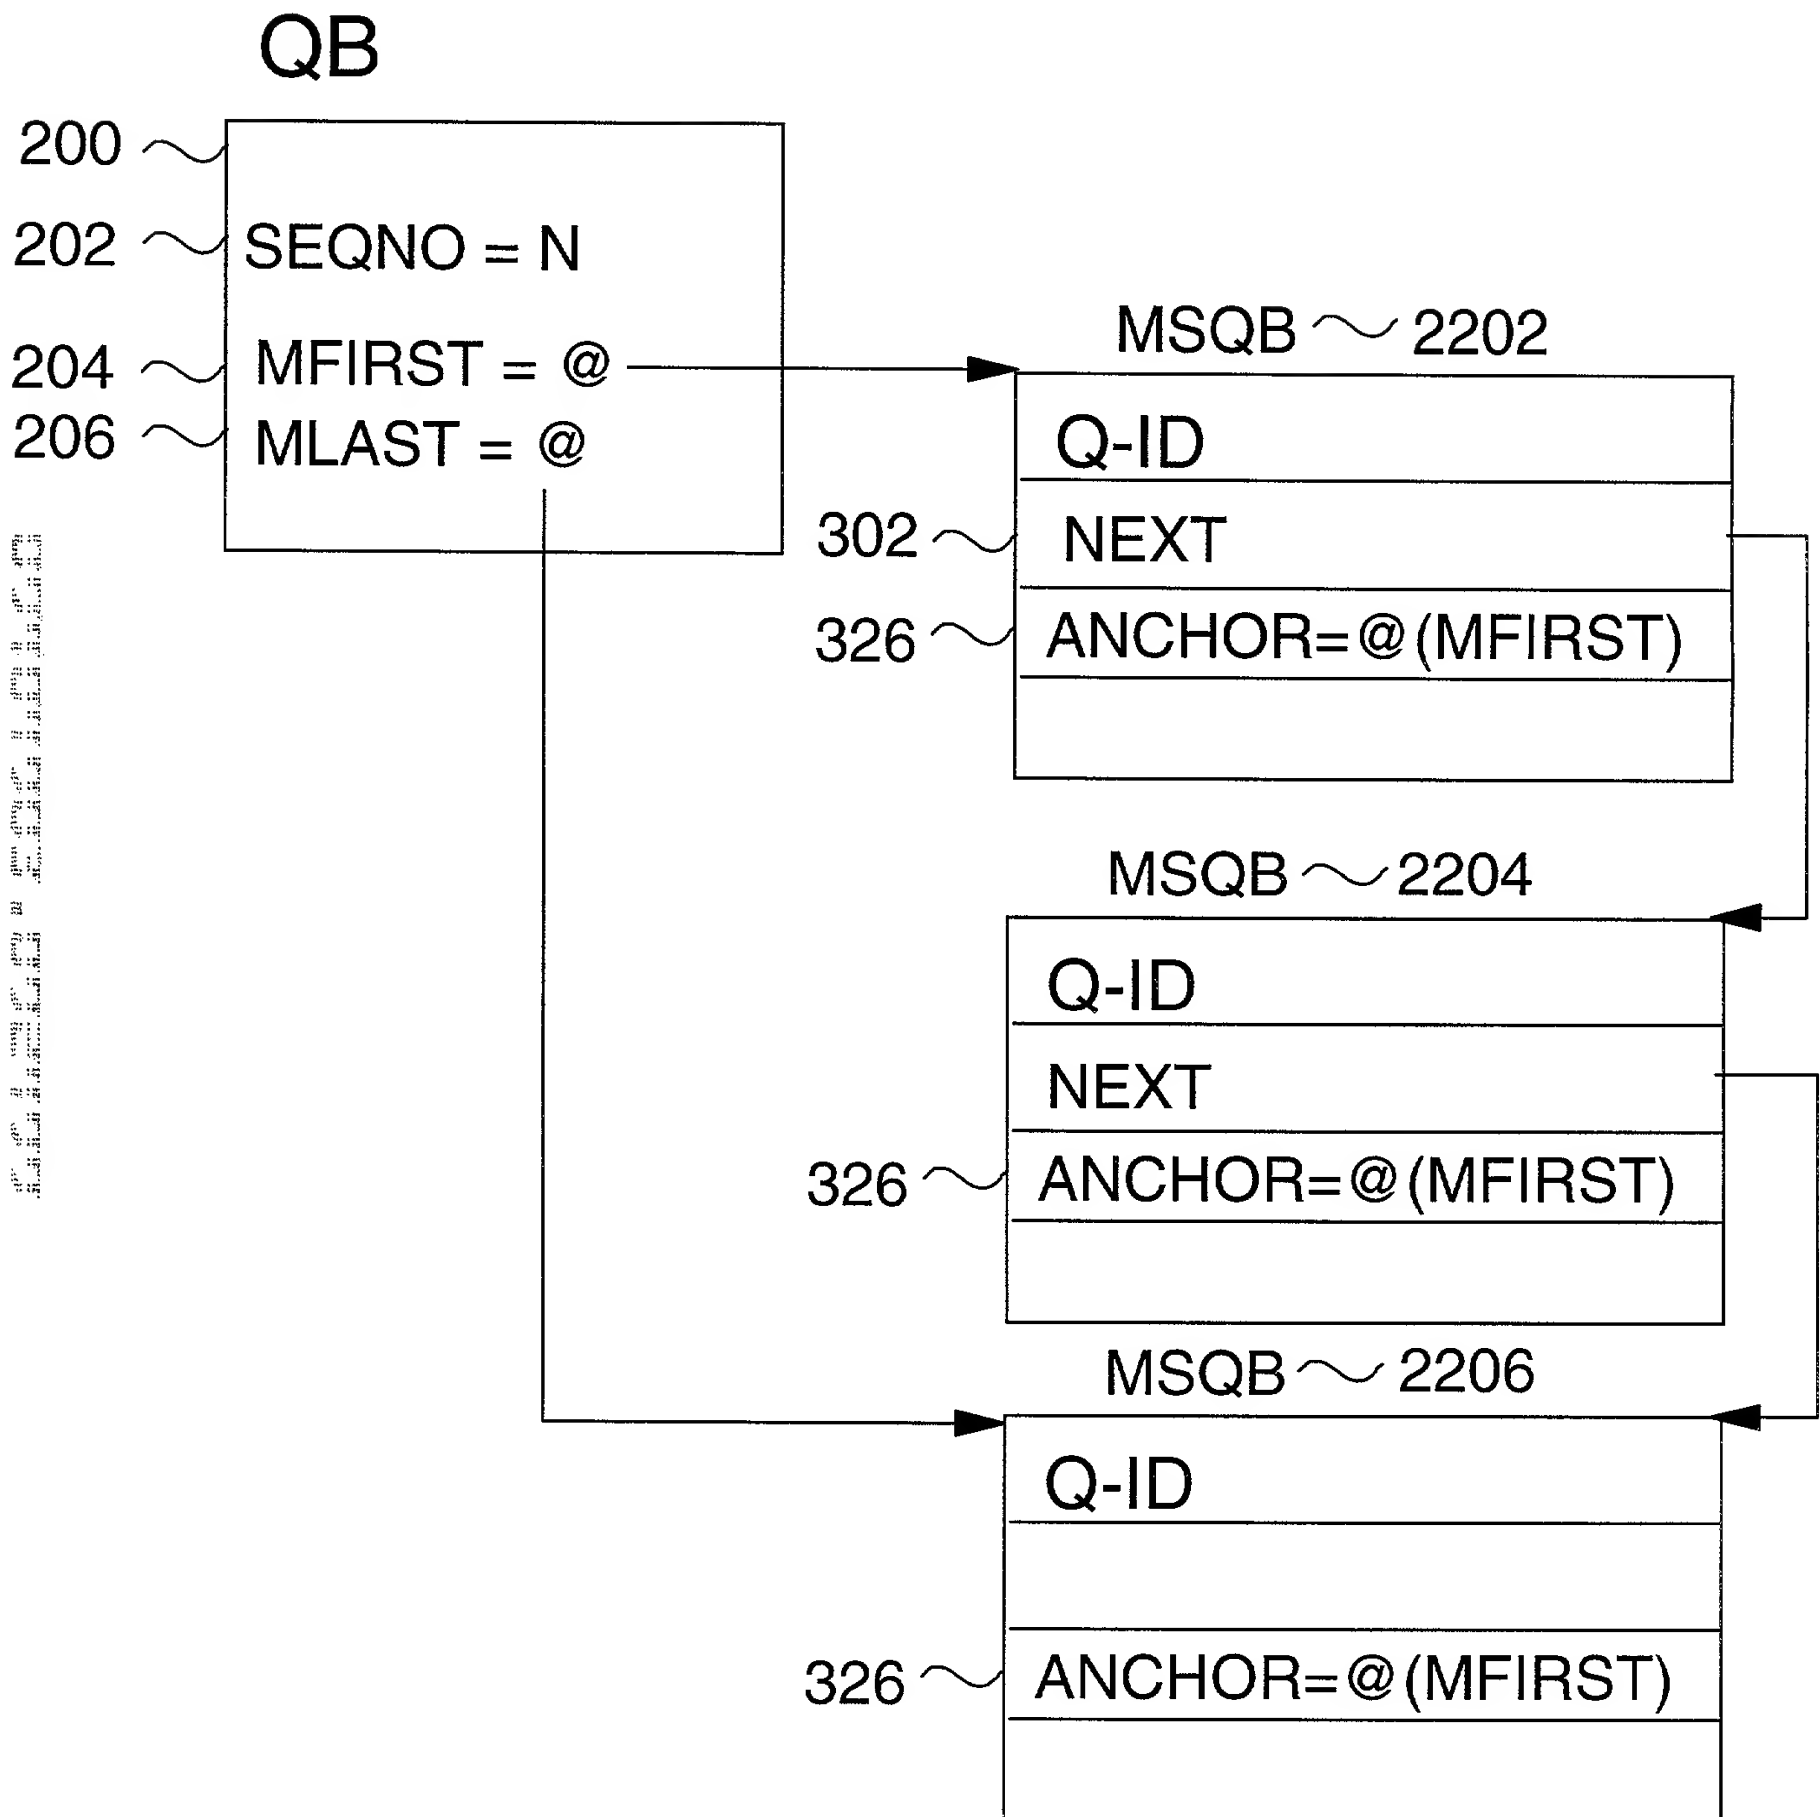 QB
200
202 SEQNO = N
204 MFIRST = @
206 MLAST = @
MSQB 2202
Q-ID
302 NEXT
326 ANCHOR=@(MFIRST)
MSQB 2204
Q-ID
NEXT
326 ANCHOR=@(MFIRST)
MSQB 2206
Q-ID
326 ANCHOR=@(MFIRST)